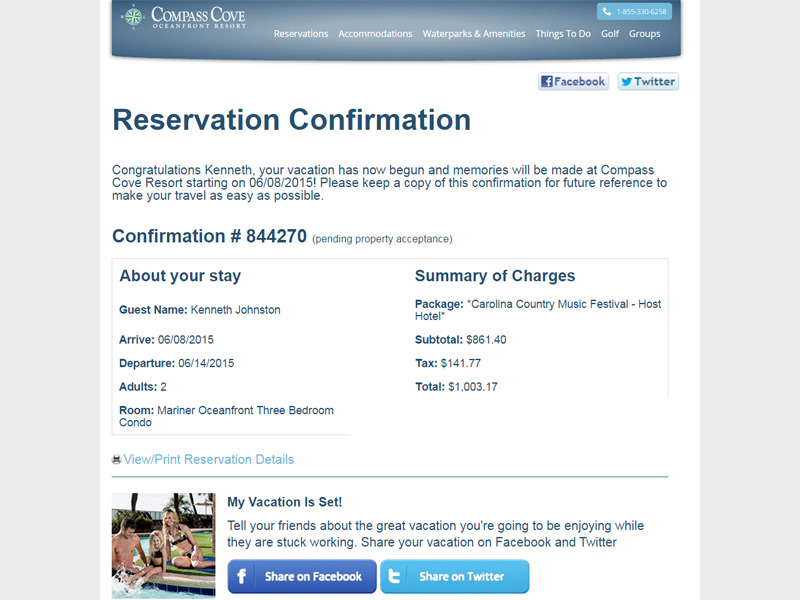 COMPASS COVE
OCEANFRONT RESORT
1-855-330-6258
Reservations Accommodations Waterparks & Amenities Things To Do Golf Groups
Facebook Twitter
Reservation Confirmation
Congratulations Kenneth, your vacation has now begun and memories will be made at Compass
Cove Resort starting on 06/08/2015! Please keep a copy of this confirmation for future reference to
make your travel as easy as possible.
Confirmation # 844270 (pending property acceptance)
About your stay
Guest Name: Kenneth Johnston
Arrive: 06/08/2015
Departure: 06/14/2015
Adults: 2
Room: Mariner Oceanfront Three Bedroom
Condo
Summary of Charges
Package: "Carolina Country Music Festival - Host
Hotel"
Subtotal: $861.40
Tax: $141.77
Total: $1,003.17
View/Print Reservation Details
My Vacation Is Set!
Tell your friends about the great vacation you're going to be enjoying while
they are stuck working. Share your vacation on Facebook and Twitter
Share on Facebook Share on Twitter